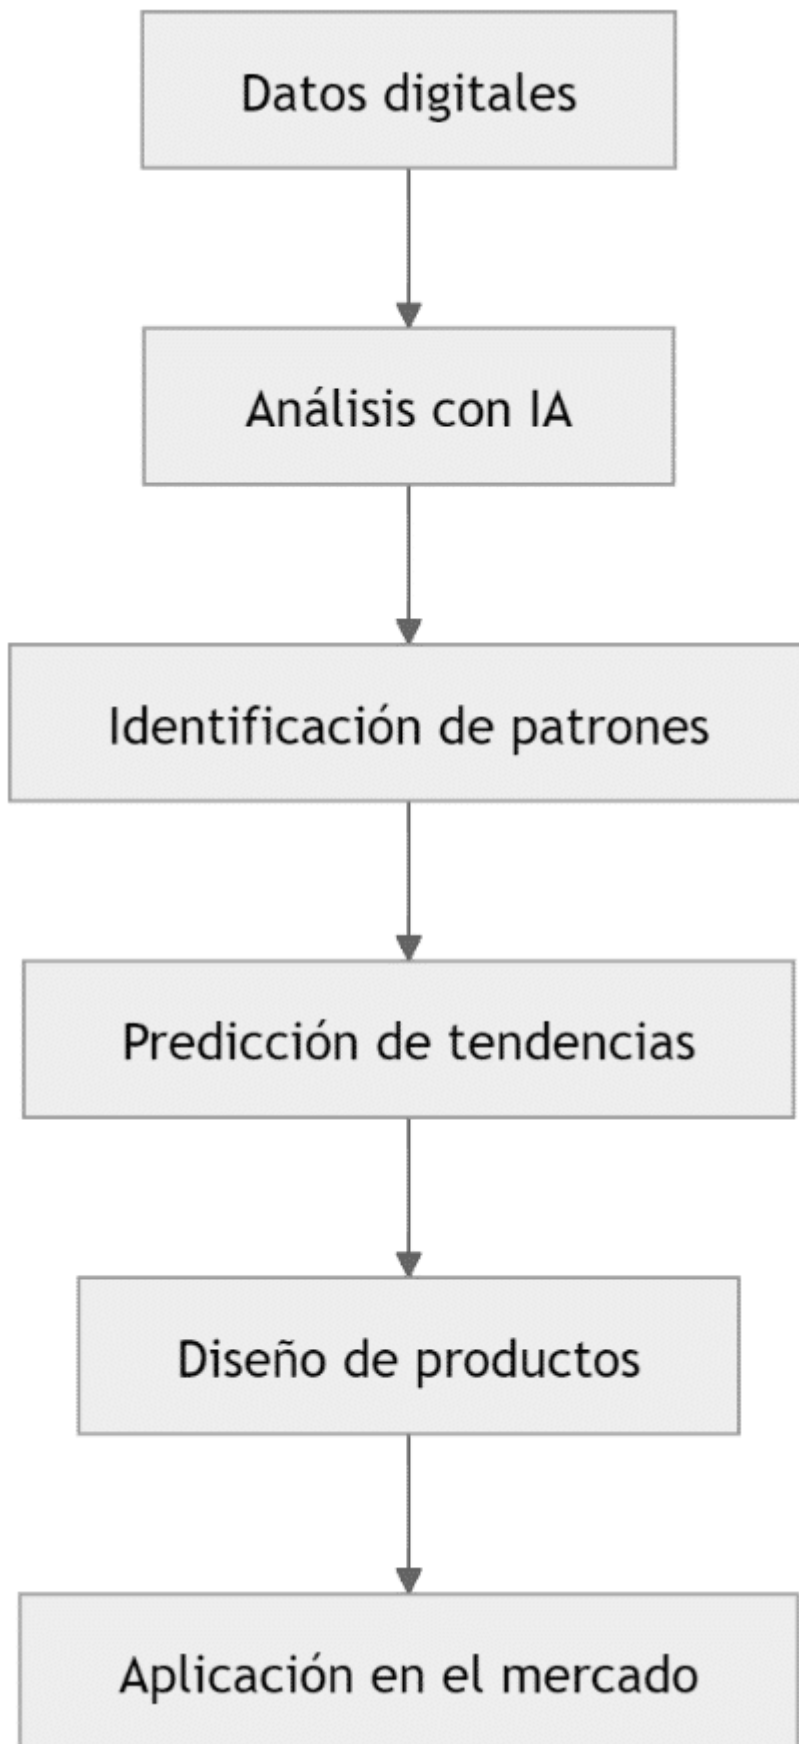 Datos digitales
Análisis con IA
Identificación de patrones
Predicción de tendencias
Diseño de productos
Aplicación en el mercado